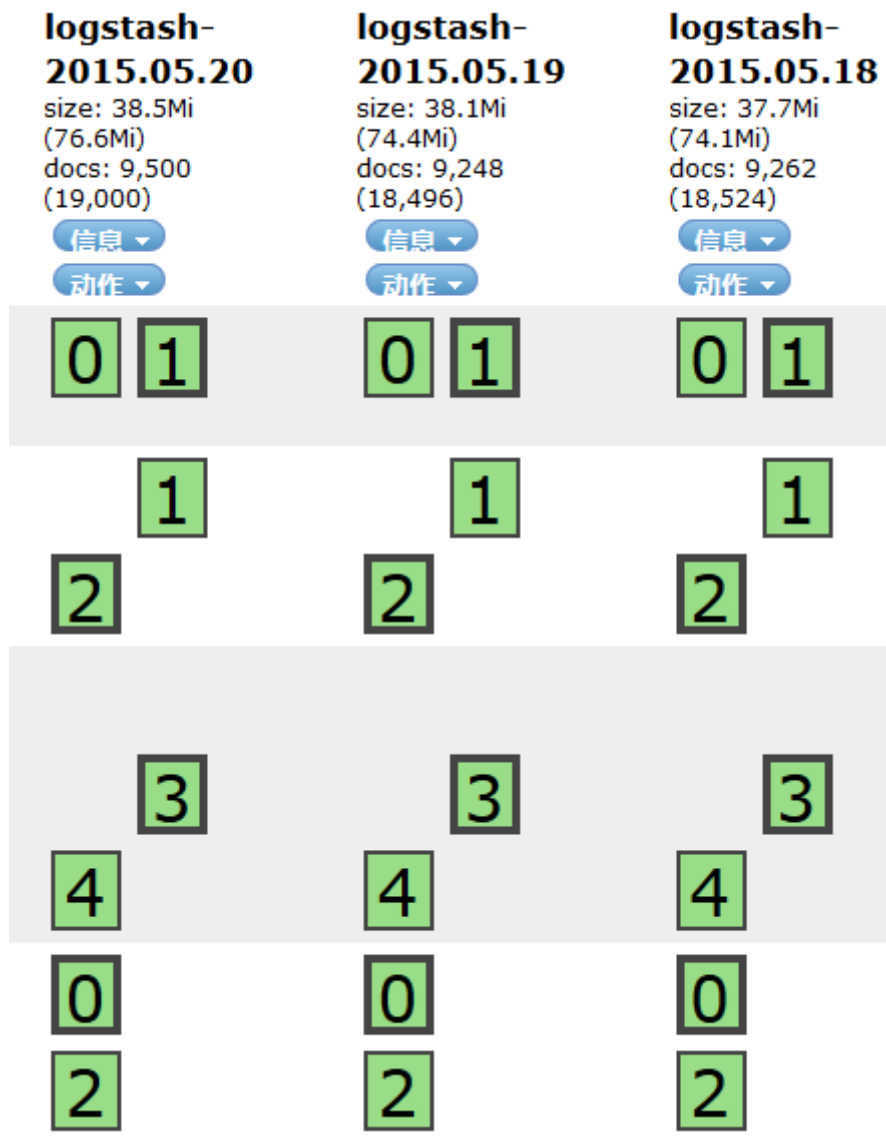 logstash-
2015.05.20
size: 38.5Mi
(76.6Mi)
docs: 9,500
(19,000)
信息
动作
logstash-
2015.05.19
size: 38.1Mi
(74.4Mi)
docs: 9,248
(18,496)
信息
动作
logstash-
2015.05.18
size: 37.7Mi
(74.1Mi)
docs: 9,262
(18,524)
信息
动作
0 1 0 1 0 1
1 1 1
2 2 2
3 3 3
4 4 4
0 0 0
2 2 2